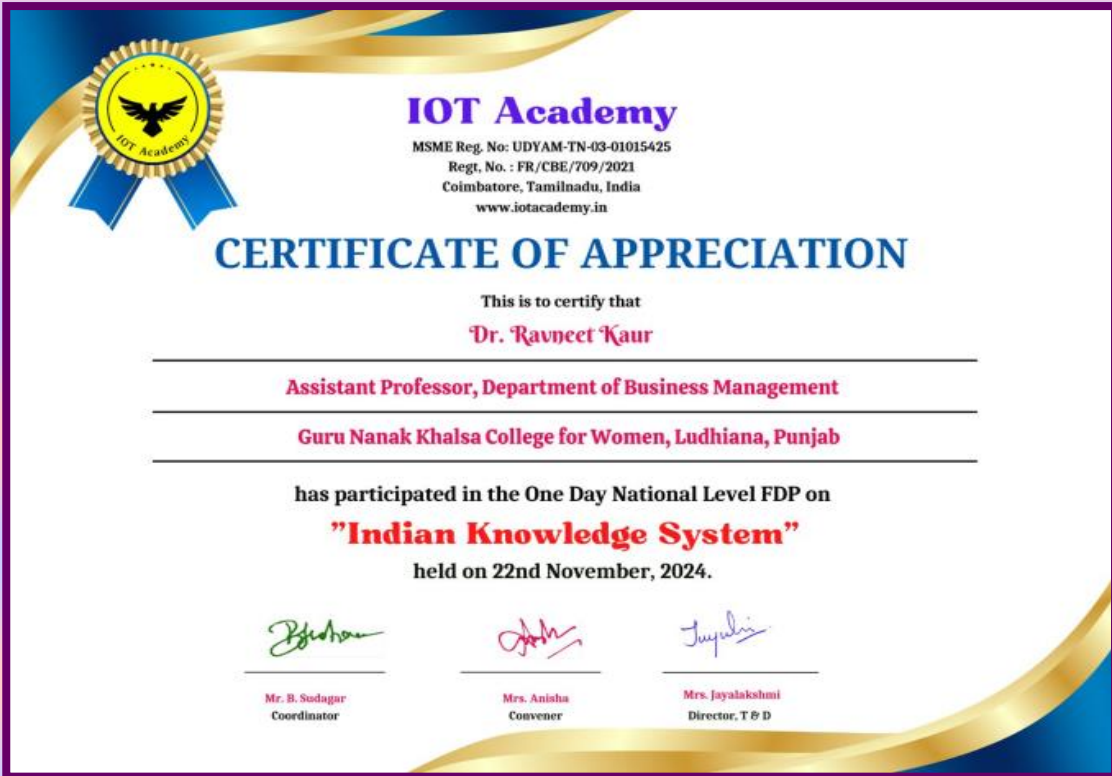 IOT Academy
IOT Academy
MSME Reg. No: UDYAM-TN-03-01015425
Regt, No. : FR/CBE/709/2021
Coimbatore, Tamilnadu, India
www.iotacademy.in
CERTIFICATE OF APPRECIATION
This is to certify that
Dr. Ravneet Kaur
Assistant Professor, Department of Business Management
Guru Nanak Khalsa College for Women, Ludhiana, Punjab
has participated in the One Day National Level FDP on
"Indian Knowledge System"
held on 22nd November, 2024.
Mr. B. Sudagar
Coordinator
Mrs. Anisha
Convener
Mrs. Jayalakshmi
Director, T & D